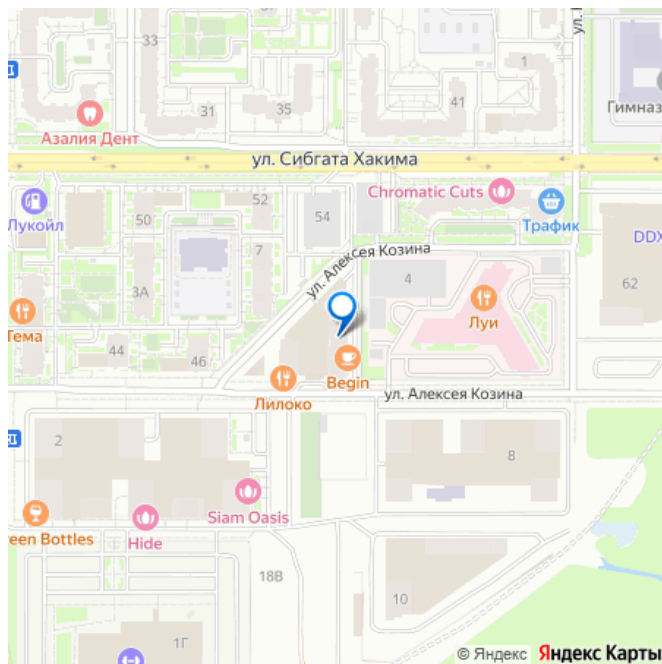 33
1
ул.
31
35
41
Гимназ
Азалия Дент
ул. Сибгата Хакима
Chromatic Cuts
Лукойл
50
52
54
Трафик
7
ул. Алексея Козина
DDX
3А
4
62
Тема
Луи
44
46
Begin
Лилоко
ул. Алексея Козина
2
8
Siam Oasis
reen Bottles
Hide
18В
10
1Г
© Яндекс Яндекс Карты